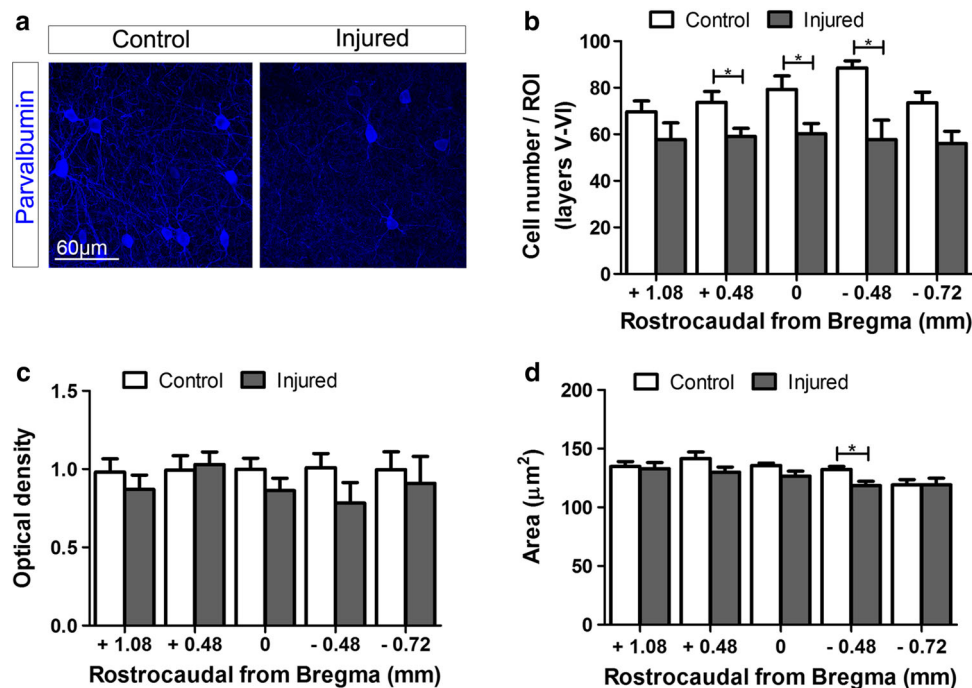 a
Control Injured
Parvalbumin
60µm
b
Control Injured
Cell number / ROI
(layers V-VI)
100
80
60
40
20
0
* * *
+ 1.08 + 0.48 0 - 0.48 - 0.72
Rostrocaudal from Bregma (mm)
c
Control Injured
Optical density
1.5
1.0
0.5
0.0
+ 1.08 + 0.48 0 - 0.48 - 0.72
Rostrocaudal from Bregma (mm)
d
Control Injured
Area (µm²)
200
150
100
50
0
*
+ 1.08 + 0.48 0 - 0.48 - 0.72
Rostrocaudal from Bregma (mm)